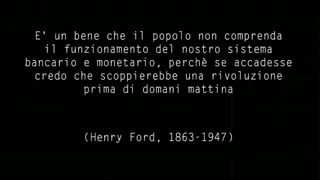 E' un bene che il popolo non comprenda
il funzionamento del nostro sistema
bancario e monetario, perchè se accadesse
credo che scoppierebbe una rivoluzione
prima di domani mattina
(Henry Ford, 1863-1947)